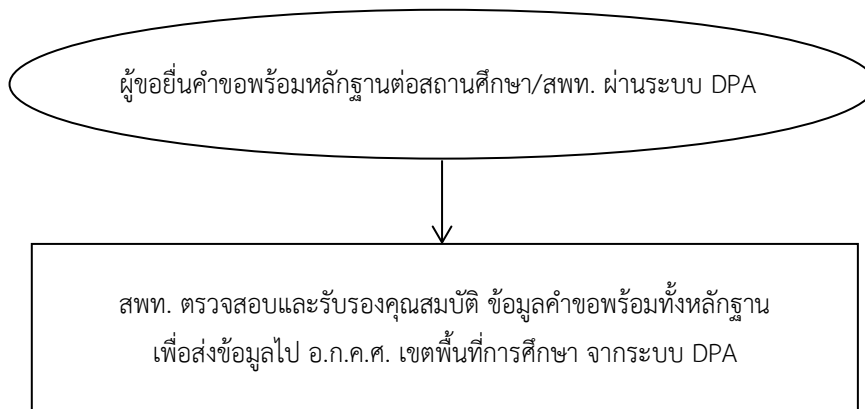 ผู้ขอยื่นคำขอพร้อมหลักฐานต่อสถานศึกษา/สพท. ผ่านระบบ DPA
สพท. ตรวจสอบและรับรองคุณสมบัติ ข้อมูลคำขอพร้อมทั้งหลักฐาน
เพื่อส่งข้อมูลไป อ.ก.ค.ศ. เขตพื้นที่การศึกษา จากระบบ DPA